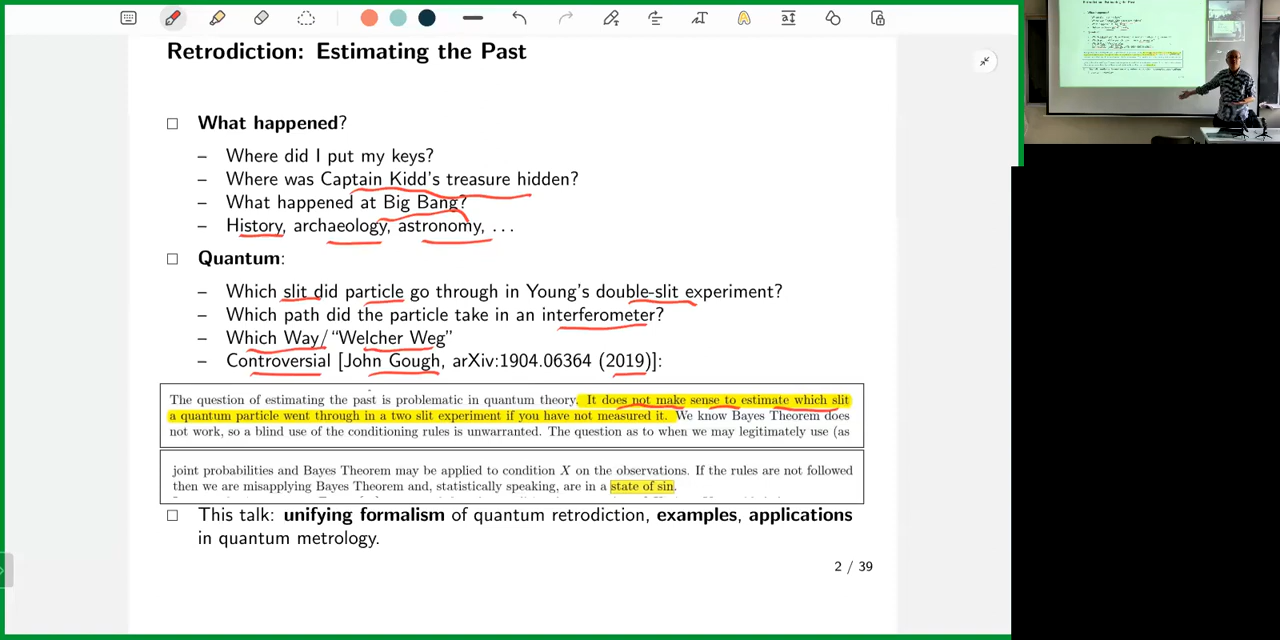 Retrodiction: Estimating the Past
□ What happened?
– Where did I put my keys?
– Where was Captain Kidd's treasure hidden?
– What happened at Big Bang?
– History, archaeology, astronomy, ...
□ Quantum:
– Which slit did particle go through in Young's double-slit experiment?
– Which path did the particle take in an interferometer?
– Which Way/ "Welcher Weg"
– Controversial [John Gough, arXiv:1904.06364 (2019)]:
The question of estimating the past is problematic in quantum theory. It does not make sense to estimate which slit
a quantum particle went through in a two slit experiment if you have not measured it. We know Bayes Theorem does
not work, so a blind use of the conditioning rules is unwarranted. The question as to when we may legitimately use (as
joint probabilities and Bayes Theorem may be applied to condition X on the observations. If the rules are not followed
then we are misapplying Bayes Theorem and, statistically speaking, are in a state of sin.
□ This talk: unifying formalism of quantum retrodiction, examples, applications
in quantum metrology.
2 / 39